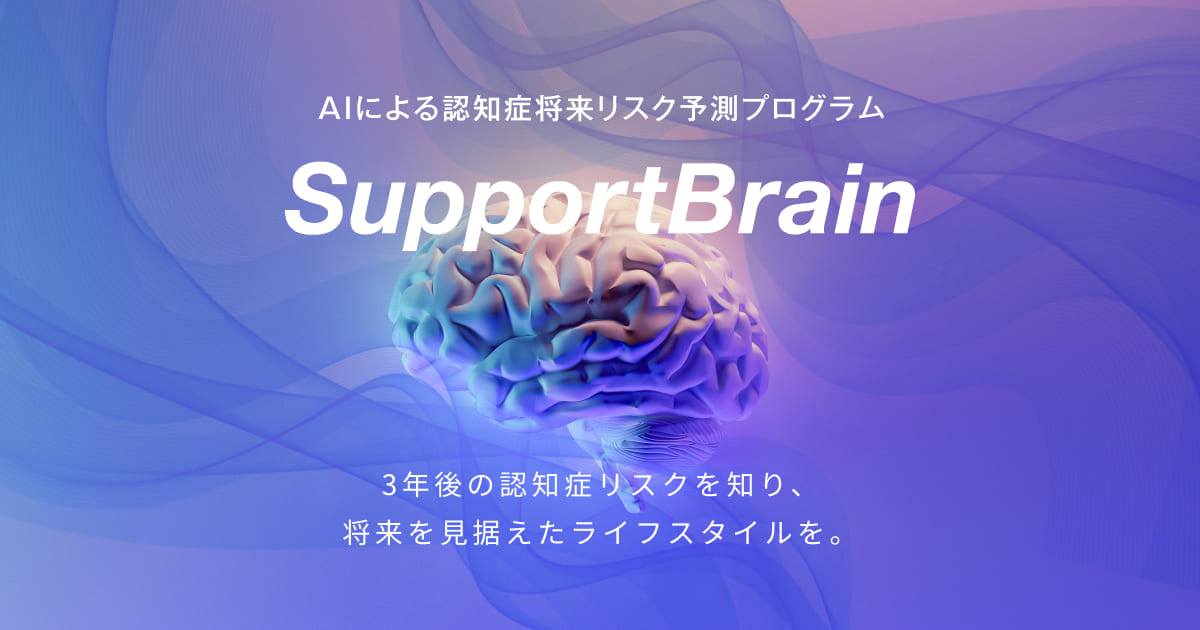 AIによる認知症将来リスク予測プログラム
SupportBrain
3年後の認知症リスクを知り、
将来を見据えたライフスタイルを。